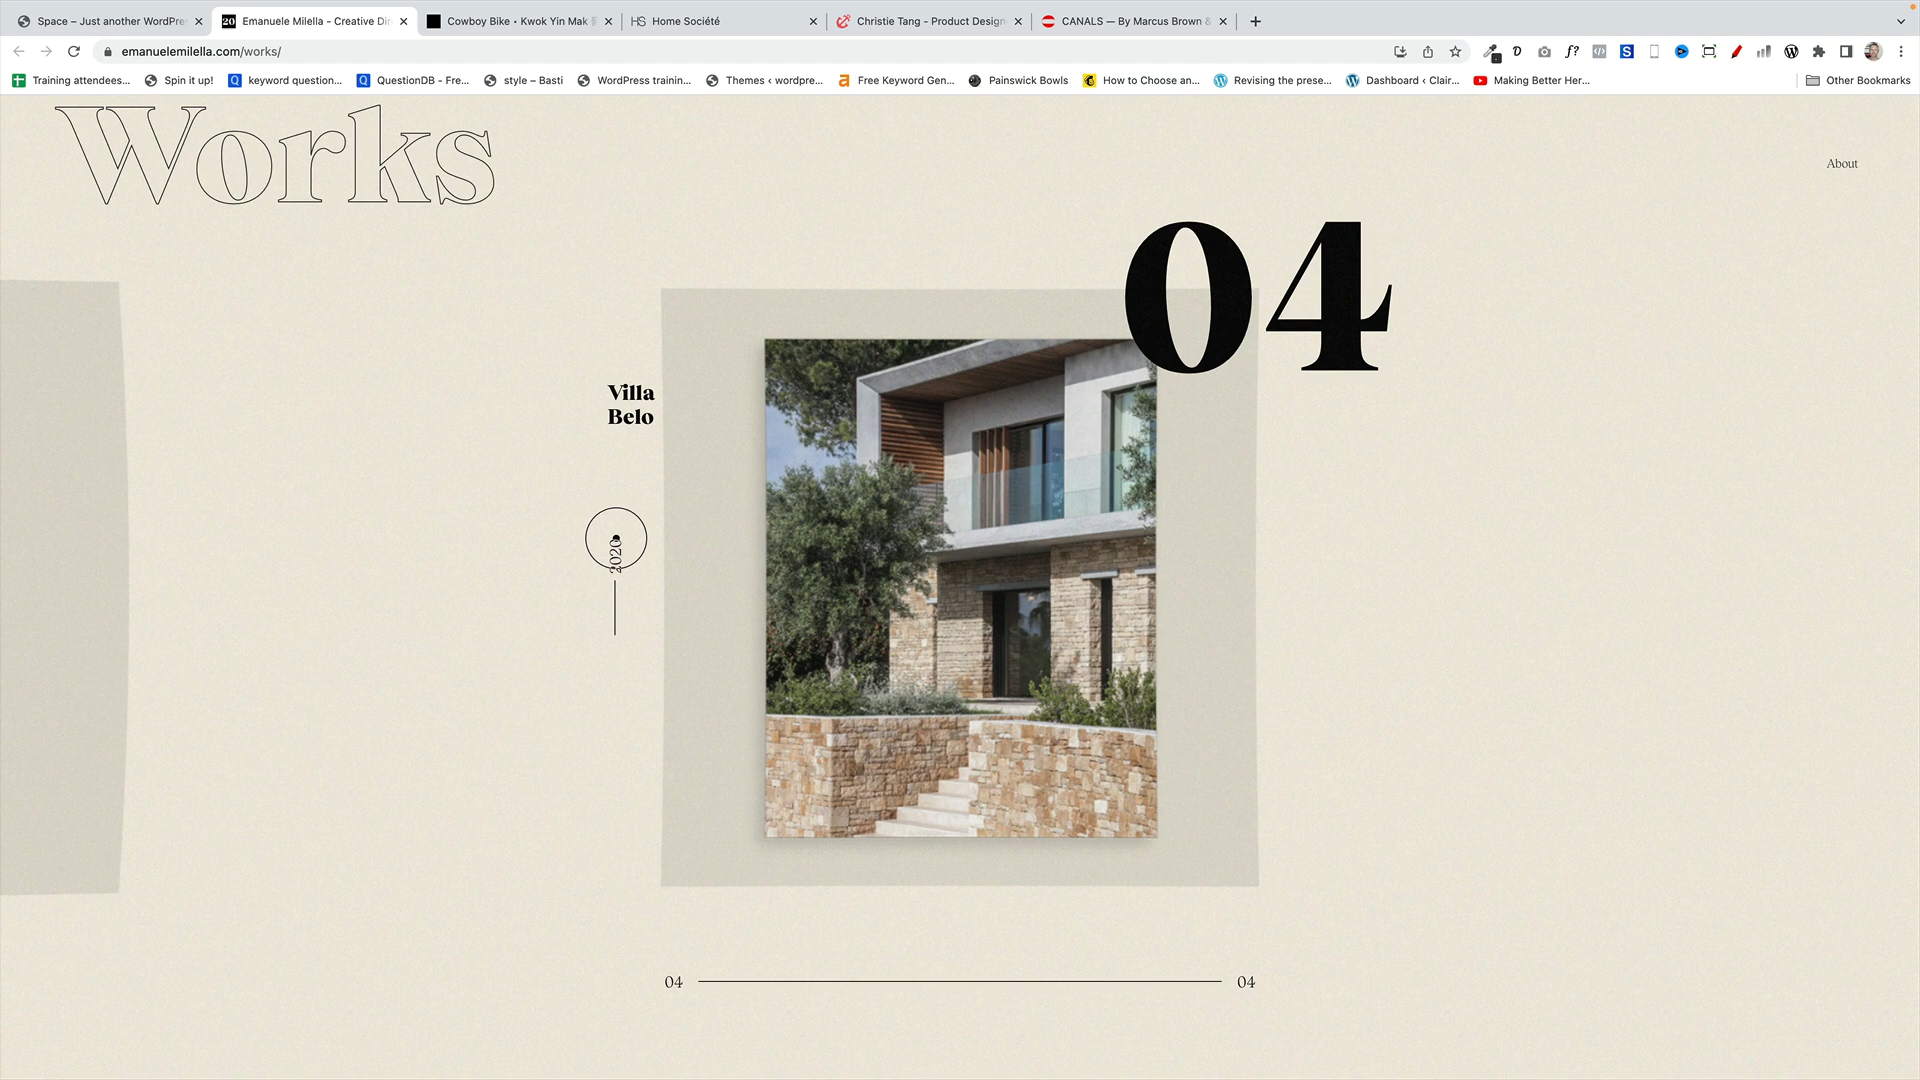 Space – Just another WordPre
20 Emanuele Milella - Creative Di
Cowboy Bike • Kwok Yin Mak
HS Home Société
Christie Tang - Product Design
CANALS — By Marcus Brown &
emanuelemilella.com/works/
Training attendees...
Spin it up!
keyword question...
QuestionDB - Fre...
style – Basti
WordPress trainin...
Themes ‹ wordpre...
Free Keyword Gen...
Painswick Bowls
How to Choose an...
Revising the prese...
Dashboard ‹ Clair...
Making Better Her...
Other Bookmarks
Works
About
04
Villa
Belo
2020
04
04